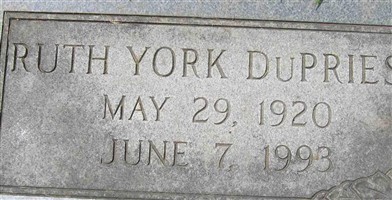 RUTH YORK DUPRIES
MAY 29, 1920
JUNE 7, 1993